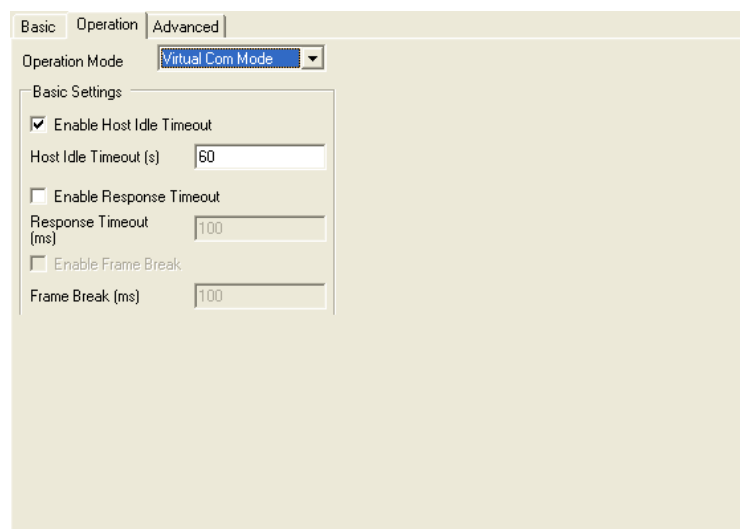 Basic Operation Advanced
Operation Mode Virtual Com Mode
Basic Settings
Enable Host Idle Timeout
Host Idle Timeout (s) 60
Enable Response Timeout
Response Timeout
(ms) 100
Enable Frame Break
Frame Break (ms) 100